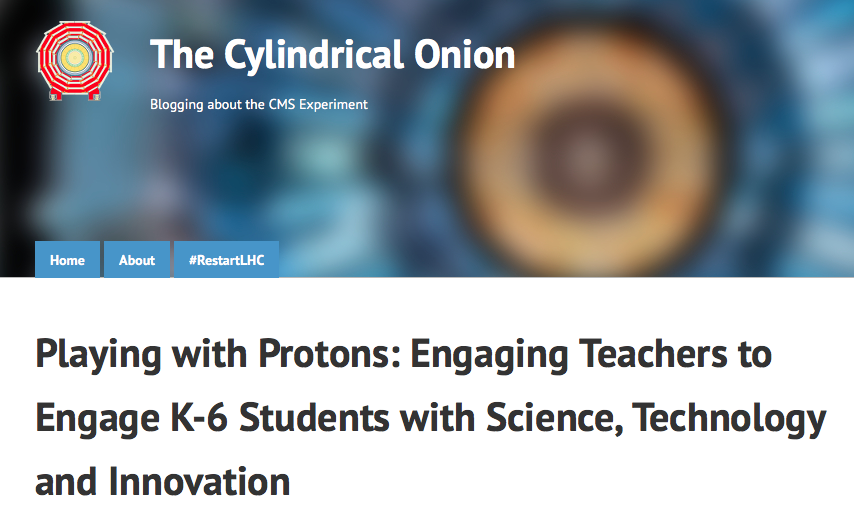 The Cylindrical Onion
Blogging about the CMS Experiment
Home About #RestartLHC
Playing with Protons: Engaging Teachers to
Engage K-6 Students with Science, Technology
and Innovation